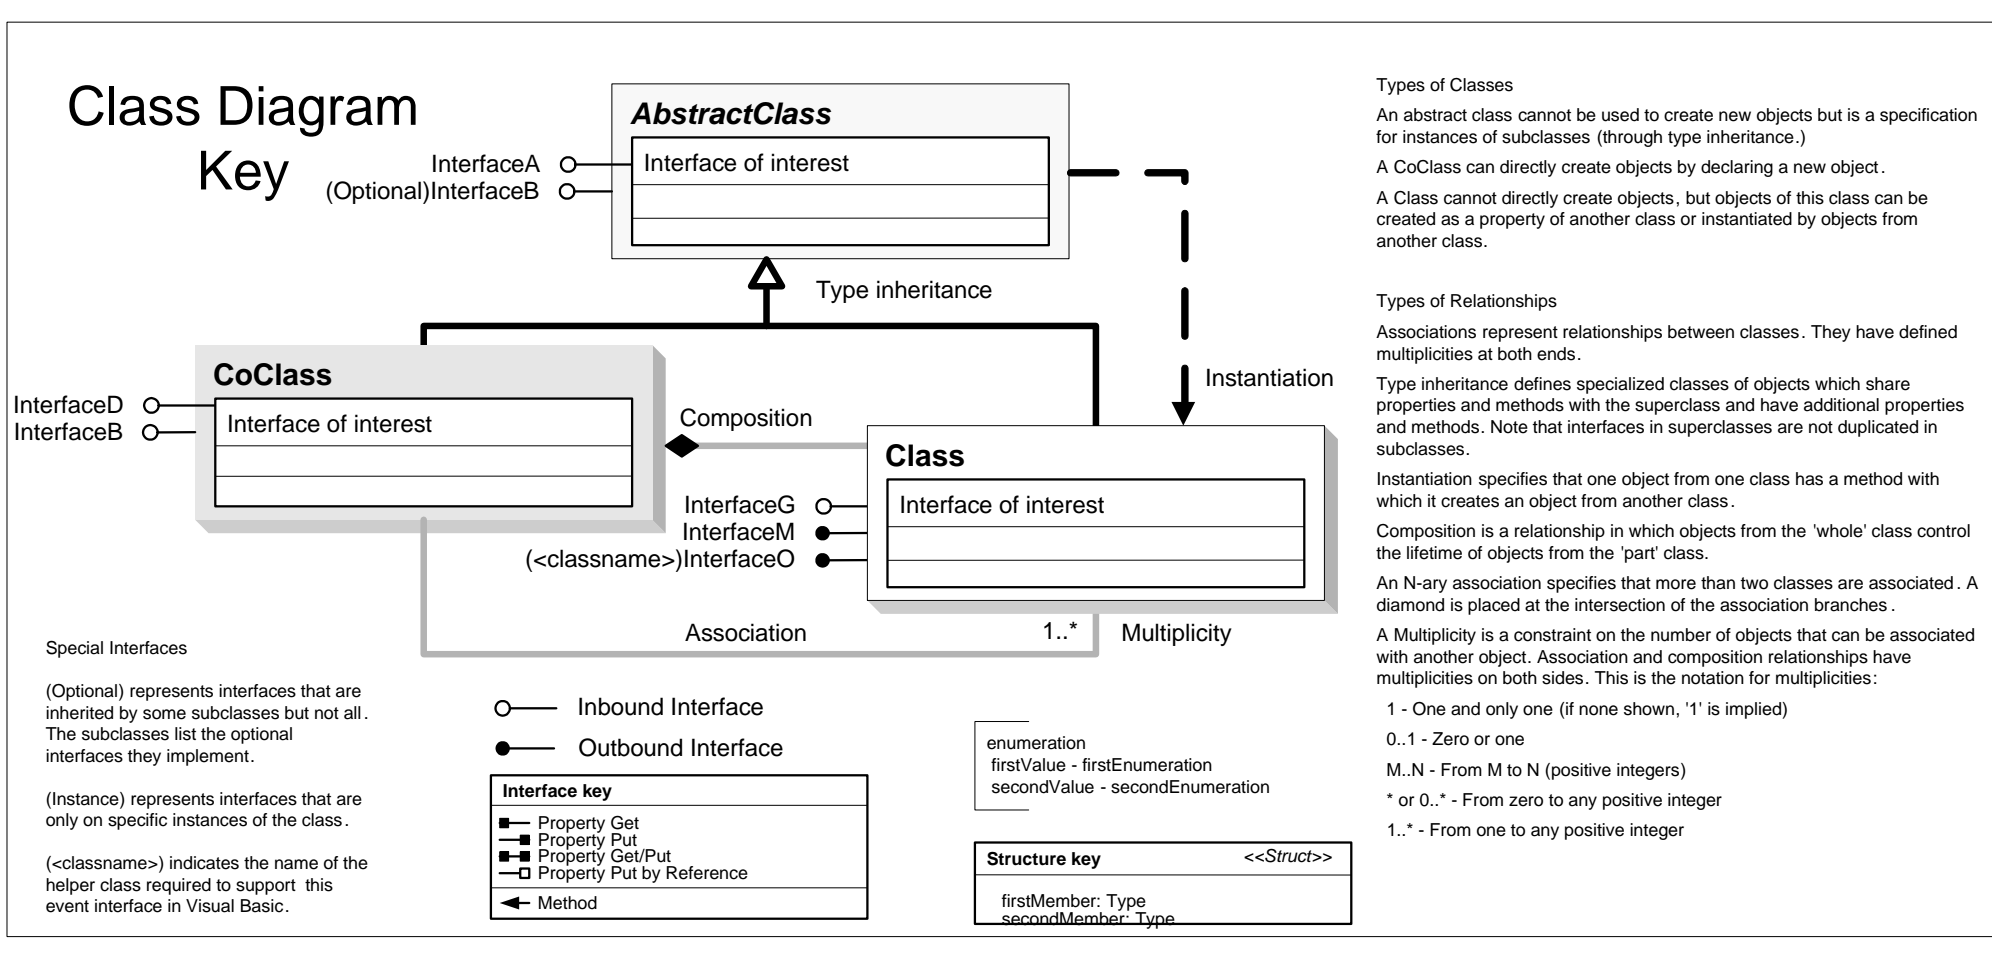 Class Diagram
Key
AbstractClass
Interface of interest
InterfaceA
(Optional)InterfaceB
Type inheritance
Instantiation
CoClass
Interface of interest
InterfaceD
InterfaceB
Composition
Class
Interface of interest
InterfaceG
InterfaceM
(<classname>)InterfaceO
Association
1..*
Multiplicity
Special Interfaces
(Optional) represents interfaces that are
inherited by some subclasses but not all.
The subclasses list the optional
interfaces they implement.
(Instance) represents interfaces that are
only on specific instances of the class.
(<classname>) indicates the name of the
helper class required to support this
event interface in Visual Basic.
Inbound Interface
Outbound Interface
Interface key
Property Get
Property Put
Property Get/Put
Property Put by Reference
Method
enumeration
firstValue - firstEnumeration
secondValue - secondEnumeration
Structure key
<<Struct>>
firstMember: Type
secondMember: Type
Types of Classes
An abstract class cannot be used to create new objects but is a specification
for instances of subclasses (through type inheritance.)
A CoClass can directly create objects by declaring a new object.
A Class cannot directly create objects, but objects of this class can be
created as a property of another class or instantiated by objects from
another class.
Types of Relationships
Associations represent relationships between classes. They have defined
multiplicities at both ends.
Type inheritance defines specialized classes of objects which share
properties and methods with the superclass and have additional properties
and methods. Note that interfaces in superclasses are not duplicated in
subclasses.
Instantiation specifies that one object from one class has a method with
which it creates an object from another class.
Composition is a relationship in which objects from the 'whole' class control
the lifetime of objects from the 'part' class.
An N-ary association specifies that more than two classes are associated. A
diamond is placed at the intersection of the association branches.
A Multiplicity is a constraint on the number of objects that can be associated
with another object. Association and composition relationships have
multiplicities on both sides. This is the notation for multiplicities:
1 - One and only one (if none shown, '1' is implied)
0..1 - Zero or one
M..N - From M to N (positive integers)
* or 0..* - From zero to any positive integer
1..* - From one to any positive integer